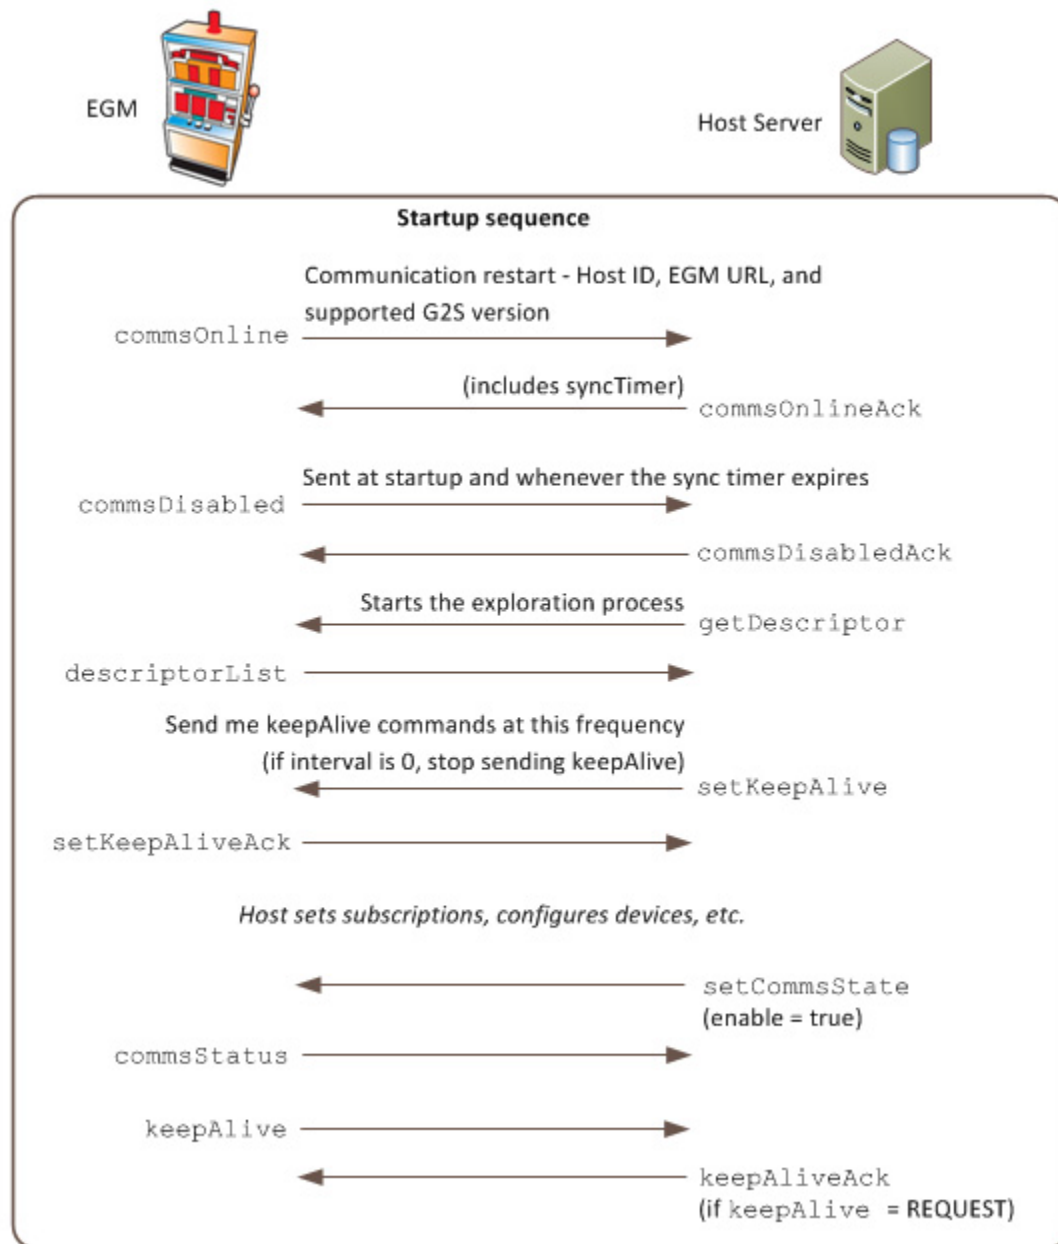 EGM
Host Server
Startup sequence
Communication restart - Host ID, EGM URL, and
supported G2S version
commsOnline
(includes syncTimer)
commsOnlineAck
Sent at startup and whenever the sync timer expires
commsDisabled
commsDisabledAck
Starts the exploration process
getDescriptor
descriptorList
Send me keepAlive commands at this frequency
(if interval is 0, stop sending keepAlive)
setKeepAlive
setKeepAliveAck
Host sets subscriptions, configures devices, etc.
setCommsState
(enable = true)
commsStatus
keepAlive
keepAliveAck
(if keepAlive = REQUEST)